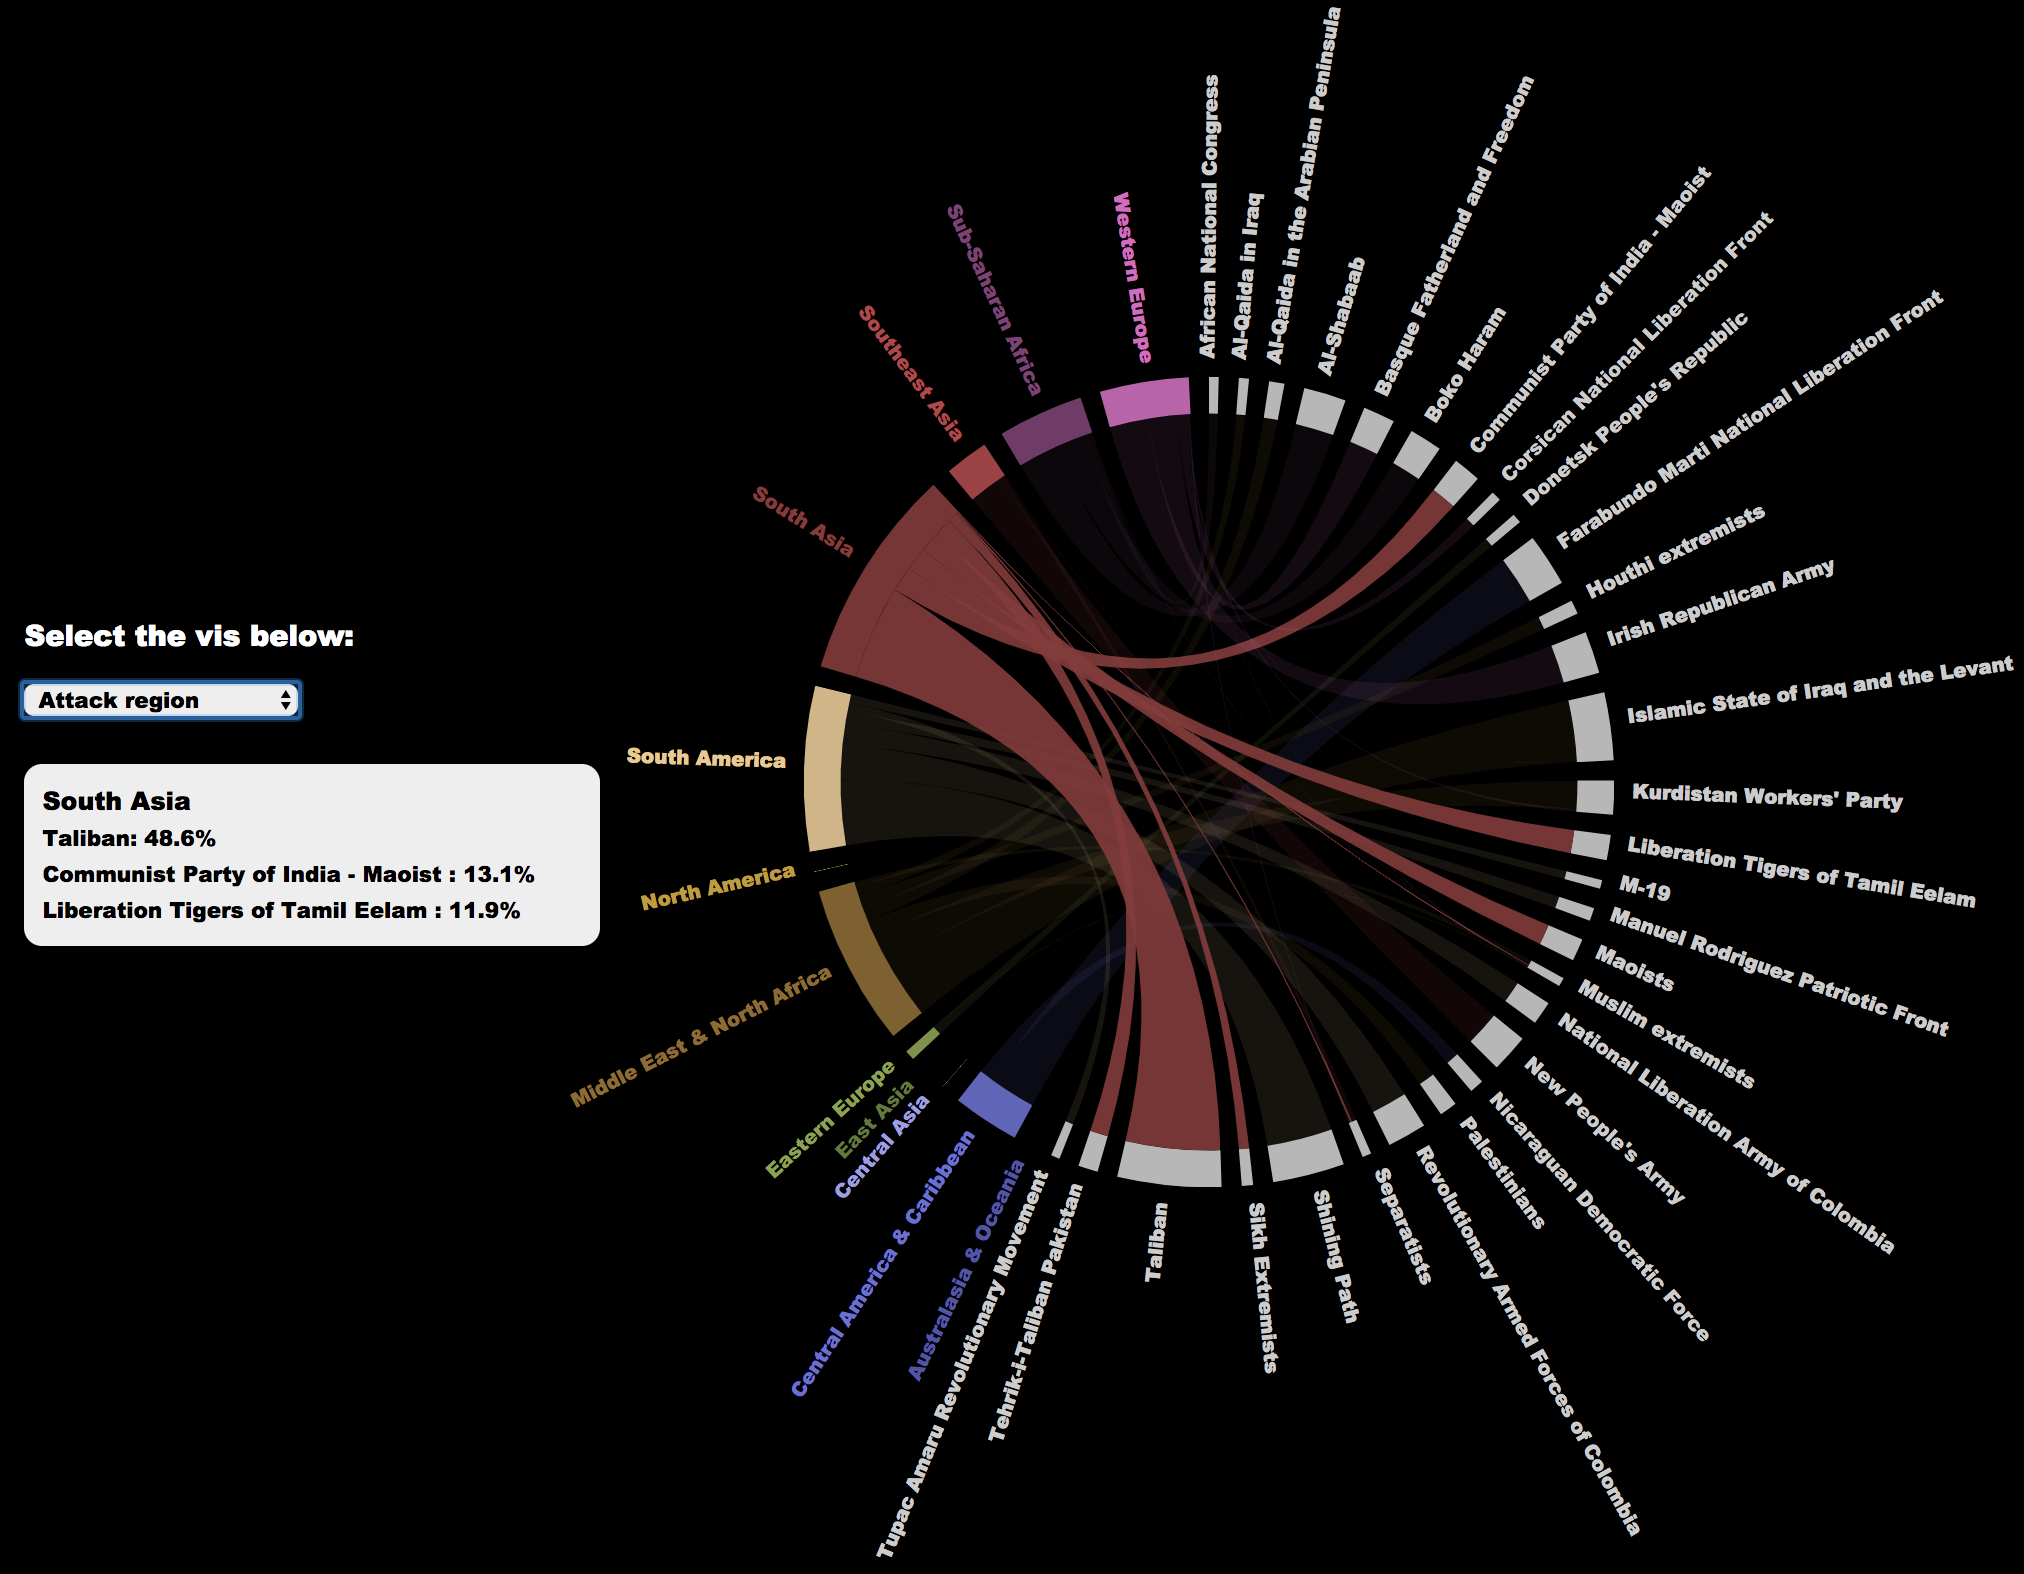 Select the vis below:
Attack region
South Asia
Taliban: 48.6%
Communist Party of India - Maoist : 13.1%
Liberation Tigers of Tamil Eelam : 11.9%
African National Congress
Al-Qaida in Iraq
Al-Qaida in the Arabian Peninsula
Al-Shabaab
Basque Fatherland and Freedom
Boko Haram
Communist Party of India - Maoist
Corsican National Liberation Front
Donetsk People's Republic
Farabundo Marti National Liberation Front
Houthi extremists
Irish Republican Army
Islamic State of Iraq and the Levant
Kurdistan Workers' Party
Liberation Tigers of Tamil Eelam
M-19
Manuel Rodriguez Patriotic Front
Maoists
Muslim extremists
National Liberation Army of Colombia
New People's Army
Nicaraguan Democratic Force
Palestinians
Revolutionary Armed Forces of Colombia
Separatists
Shining Path
Sikh Extremists
Taliban
Tehrik-i-Taliban Pakistan
Tupac Amaru Revolutionary Movement
Australasia & Oceania
Central America & Caribbean
Central Asia
East Asia
Eastern Europe
Middle East & North Africa
North America
South America
South Asia
Southeast Asia
Sub-Saharan Africa
Western Europe